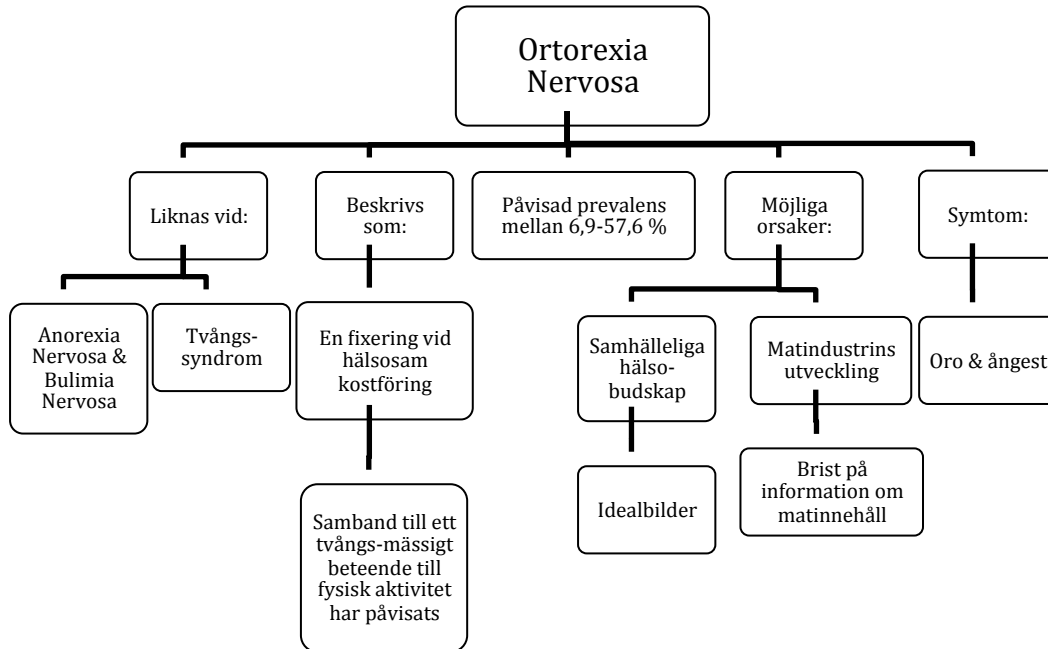 Ortorexia
Nervosa
Liknas vid:
Beskrivs
som:
Påvisad prevalens
mellan 6,9-57,6 %
Möjliga
orsaker:
Symtom:
Anorexia
Nervosa &
Bulimia
Nervosa
Tvångs-
syndrom
En fixering vid
hälsosam
kostföring
Samhälleliga
hälso-
budskap
Matindustrins
utveckling
Oro & ångest
Samband till ett
tvångs-mässigt
beteende till
fysisk aktivitet
har påvisats
Idealbilder
Brist på
information om
matinnehåll